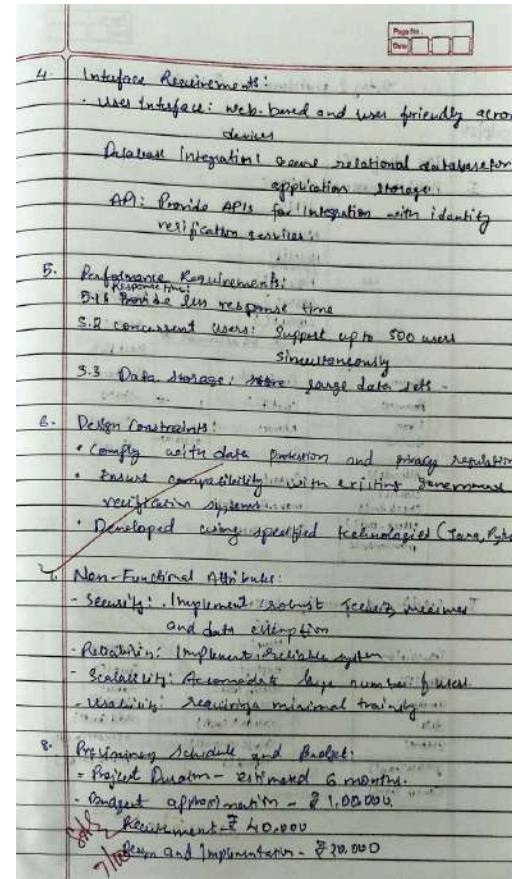 Page No.
Date
4. Interface Requirements:
• User Interface: web-based and user friendly acro
devices
Database Integration: secure relational database for
application storage
API: Provide APIs for integration with identity
verification services.
5. Performance Requirements:
Response time:
5.1 Provide less response time
5.2 concurrent users: Support up to 500 users
simultaneously
5.3 Data storage: large data sets -
6. Design Constraints:
• Comply with data protection and privacy regulation
• Ensure compatibility with existing government
verification systems
• Developed using specified technologies (Java, Pyth
7. Non-Functional Attributes:
- Security: Implement robust security
and data
- Reliability: Implement reliable system
- Scalability: Accomodate large number of users.
- Usability: requiring minimal training
8. Preliminary Schedule and Budget:
- Project Duration - estimated 6 months.
- Budget approximation - ₹ 1,00,000.
₹ 40,000
Design and Implementation - ₹ 20,000